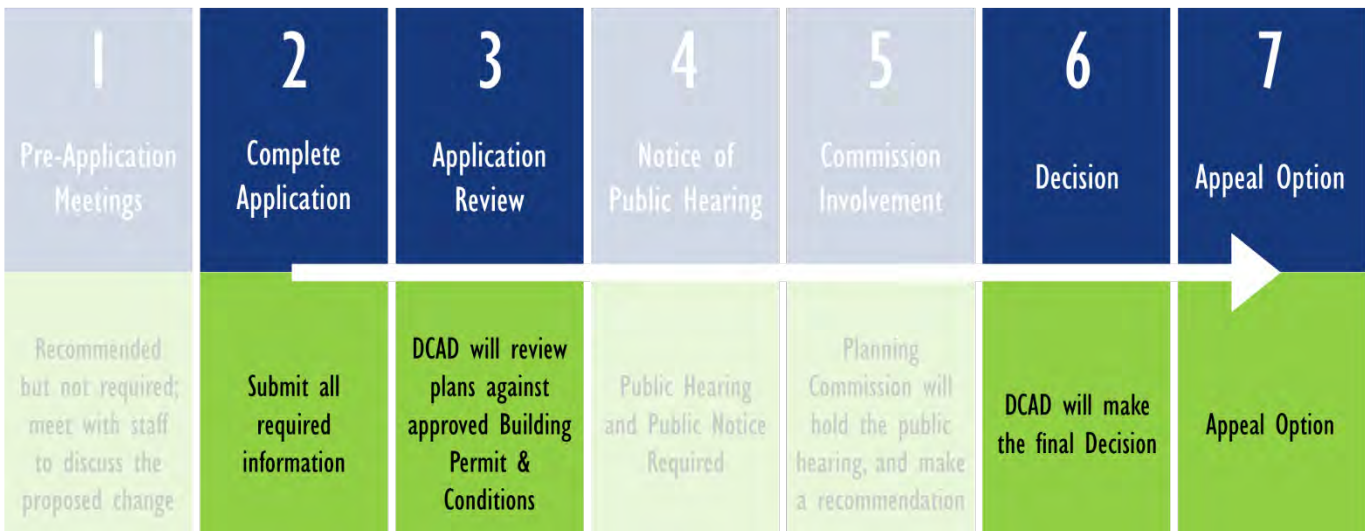 1
Pre-Application
Meetings
Recommended
but not required;
meet with staff
to discuss the
proposed change
2
Complete
Application
Submit all
required
information
3
Application
Review
DCAD will review
plans against
approved Building
Permit &
Conditions
4
Notice of
Public Hearing
Public Hearing
and Public Notice
Required
5
Commission
Involvement
Planning
Commission will
hold the public
hearing, and make
a recommendation
6
Decision
DCAD will make
the final Decision
7
Appeal Option
Appeal Option